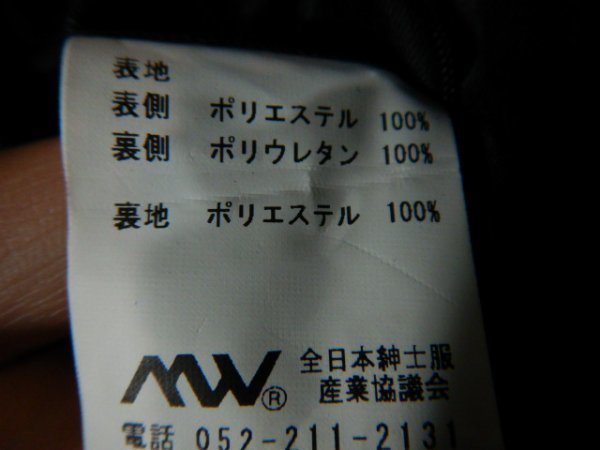 表地
表側 ポリエステル 100%
裏側 ポリウレタン 100%
裏地 ポリエステル 100%
MW® 全日本紳士服
産業協議会
電話 052-211-2131